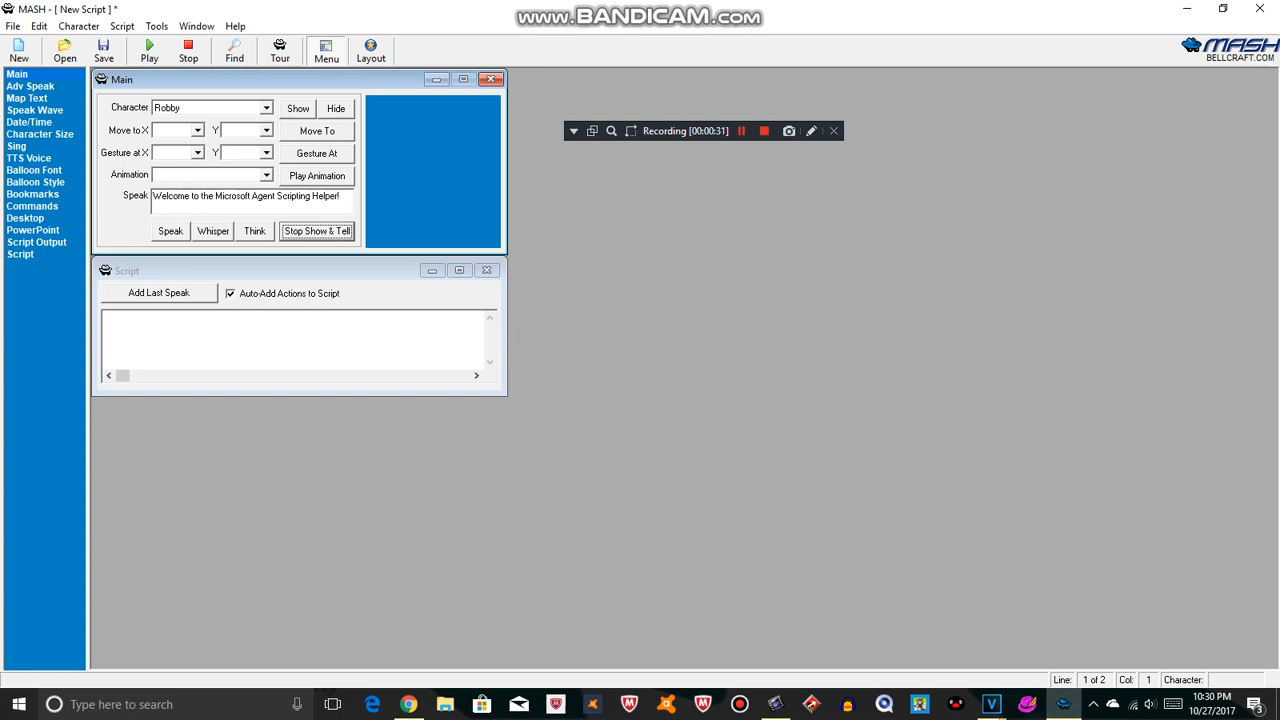 MASH - [ New Script ] *
www.BANDICAM.com
File Edit Character Script Tools Window Help
New Open Save Play Stop Find Tour Menu Layout
MASH
BELLCRAFT.COM
Main
Adv Speak
Map Text
Speak Wave
Date/Time
Character Size
Sing
TTS Voice
Balloon Font
Balloon Style
Bookmarks
Commands
Desktop
PowerPoint
Script Output
Script
Main
Character Robby Show Hide
Move to X Y Move To
Gesture at X Y Gesture At
Animation Play Animation
Speak Welcome to the Microsoft Agent Scripting Helper!
Speak Whisper Think Stop Show & Tell
Recording [00:00:31]
Script
Add Last Speak Auto-Add Actions to Script
Line: 1 of 2 Col: 1 Character:
Type here to search
10:30 PM
10/27/2017